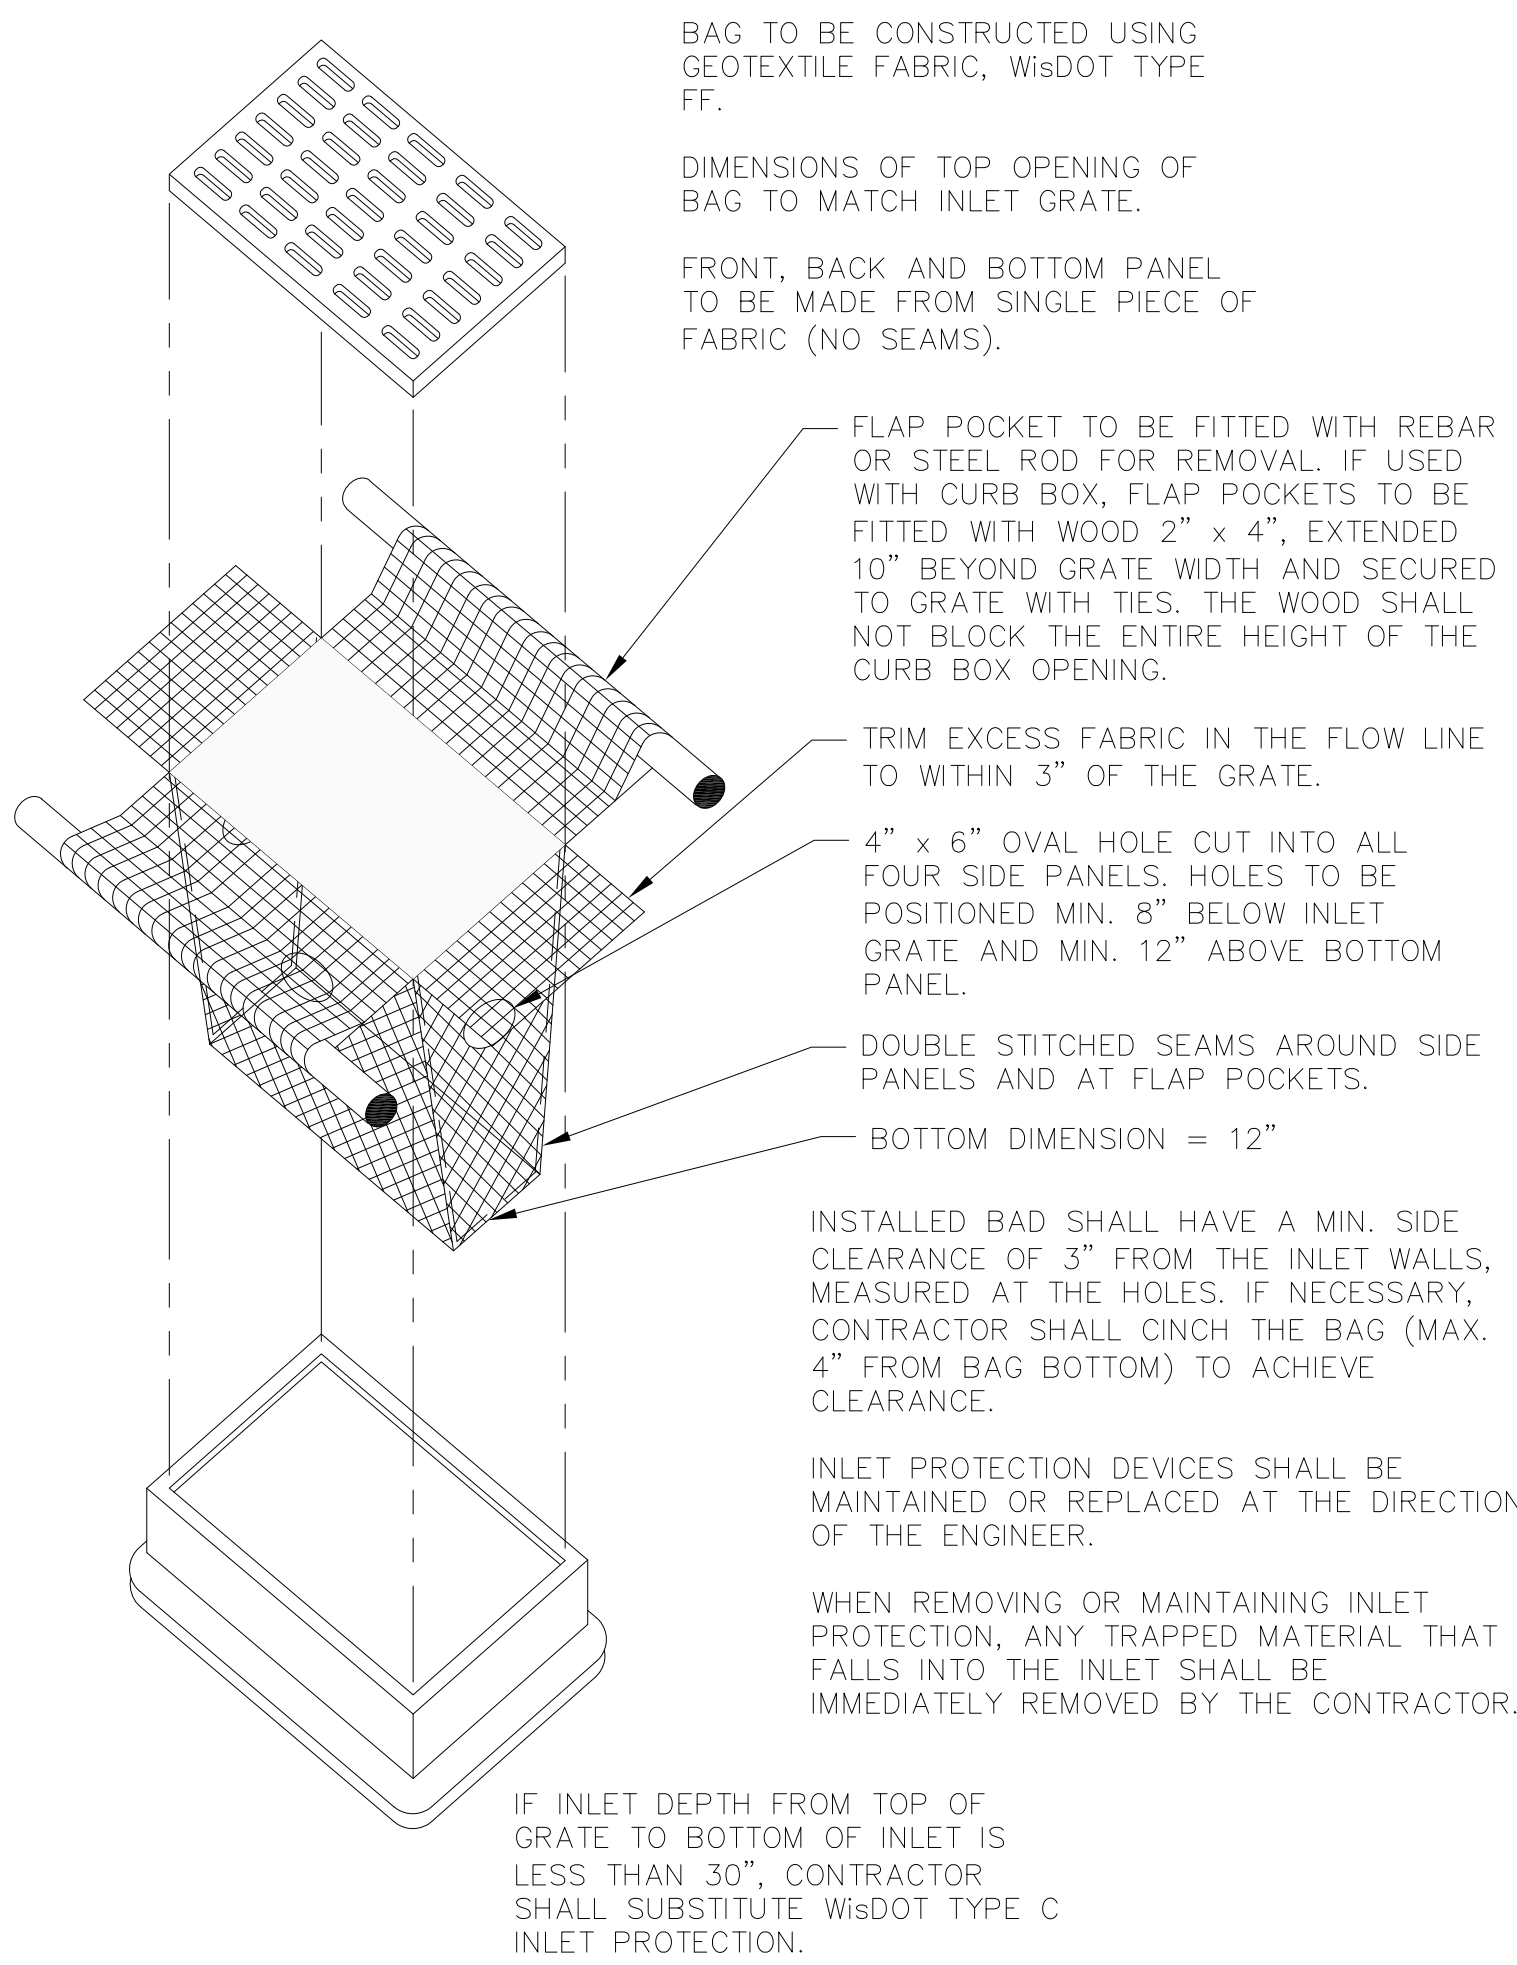 BAG TO BE CONSTRUCTED USING
GEOTEXTILE FABRIC, WisDOT TYPE
FF.
DIMENSIONS OF TOP OPENING OF
BAG TO MATCH INLET GRATE.
FRONT, BACK AND BOTTOM PANEL
TO BE MADE FROM SINGLE PIECE OF
FABRIC (NO SEAMS).
FLAP POCKET TO BE FITTED WITH REBAR
OR STEEL ROD FOR REMOVAL. IF USED
WITH CURB BOX, FLAP POCKETS TO BE
FITTED WITH WOOD 2" x 4", EXTENDED
10" BEYOND GRATE WIDTH AND SECURED
TO GRATE WITH TIES. THE WOOD SHALL
NOT BLOCK THE ENTIRE HEIGHT OF THE
CURB BOX OPENING.
TRIM EXCESS FABRIC IN THE FLOW LINE
TO WITHIN 3" OF THE GRATE.
4" x 6" OVAL HOLE CUT INTO ALL
FOUR SIDE PANELS. HOLES TO BE
POSITIONED MIN. 8" BELOW INLET
GRATE AND MIN. 12" ABOVE BOTTOM
PANEL.
DOUBLE STITCHED SEAMS AROUND SIDE
PANELS AND AT FLAP POCKETS.
BOTTOM DIMENSION = 12"
INSTALLED BAD SHALL HAVE A MIN. SIDE
CLEARANCE OF 3" FROM THE INLET WALLS,
MEASURED AT THE HOLES. IF NECESSARY,
CONTRACTOR SHALL CINCH THE BAG (MAX.
4" FROM BAG BOTTOM) TO ACHIEVE
CLEARANCE.
INLET PROTECTION DEVICES SHALL BE
MAINTAINED OR REPLACED AT THE DIRECTION
OF THE ENGINEER.
WHEN REMOVING OR MAINTAINING INLET
PROTECTION, ANY TRAPPED MATERIAL THAT
FALLS INTO THE INLET SHALL BE
IMMEDIATELY REMOVED BY THE CONTRACTOR.
IF INLET DEPTH FROM TOP OF
GRATE TO BOTTOM OF INLET IS
LESS THAN 30", CONTRACTOR
SHALL SUBSTITUTE WisDOT TYPE C
INLET PROTECTION.